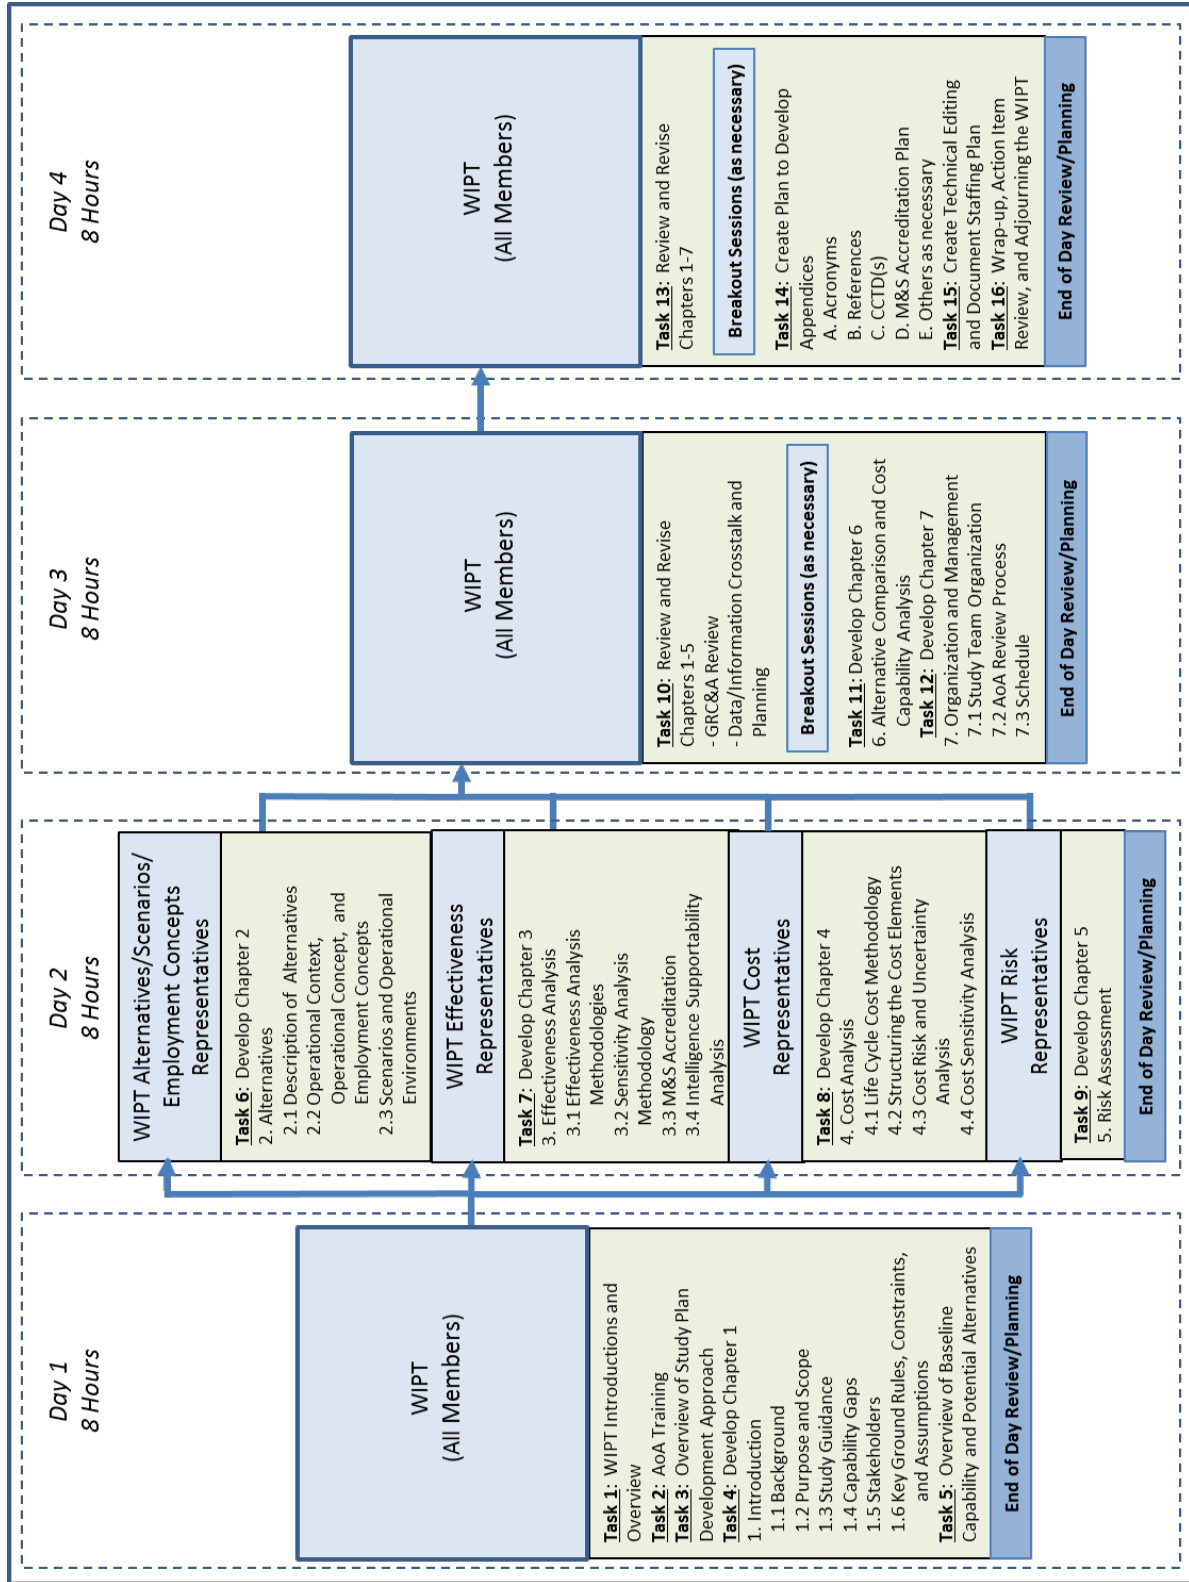 Day 1
8 Hours
WIPT
(All Members)
Task 1: WIPT Introductions and
Overview
Task 2: AoA Training
Task 3: Overview of Study Plan
Development Approach
Task 4: Develop Chapter 1
1. Introduction
1.1 Background
1.2 Purpose and Scope
1.3 Study Guidance
1.4 Capability Gaps
1.5 Stakeholders
1.6 Key Ground Rules, Constraints,
and Assumptions
Task 5: Overview of Baseline
Capability and Potential Alternatives
End of Day Review/Planning
Day 2
8 Hours
WIPT Alternatives/Scenarios/
Employment Concepts
Representatives
Task 6: Develop Chapter 2
2. Alternatives
2.1 Description of Alternatives
2.2 Operational Context,
Operational Concept, and
Employment Concepts
2.3 Scenarios and Operational
Environments
WIPT Effectiveness
Representatives
Task 7: Develop Chapter 3
3. Effectiveness Analysis
3.1 Effectiveness Analysis
Methodologies
3.2 Sensitivity Analysis
Methodology
3.3 M&S Accreditation
3.4 Intelligence Supportability
Analysis
WIPT Cost
Representatives
Task 8: Develop Chapter 4
4. Cost Analysis
4.1 Life Cycle Cost Methodology
4.2 Structuring the Cost Elements
4.3 Cost Risk and Uncertainty
Analysis
4.4 Cost Sensitivity Analysis
WIPT Risk
Representatives
Task 9: Develop Chapter 5
5. Risk Assessment
End of Day Review/Planning
Day 3
8 Hours
WIPT
(All Members)
Task 10: Review and Revise
Chapters 1-5
- GRC&A Review
- Data/Information Crosstalk and
Planning
Breakout Sessions (as necessary)
Task 11: Develop Chapter 6
6. Alternative Comparison and Cost
Capability Analysis
Task 12: Develop Chapter 7
7. Organization and Management
7.1 Study Team Organization
7.2 AoA Review Process
7.3 Schedule
End of Day Review/Planning
Day 4
8 Hours
WIPT
(All Members)
Task 13: Review and Revise
Chapters 1-7
Breakout Sessions (as necessary)
Task 14: Create Plan to Develop
Appendices
A. Acronyms
B. References
C. CCTD(s)
D. M&S Accreditation Plan
E. Others as necessary
Task 15: Create Technical Editing
and Document Staffing Plan
Task 16: Wrap-up, Action Item
Review, and Adjourning the WIPT
End of Day Review/Planning